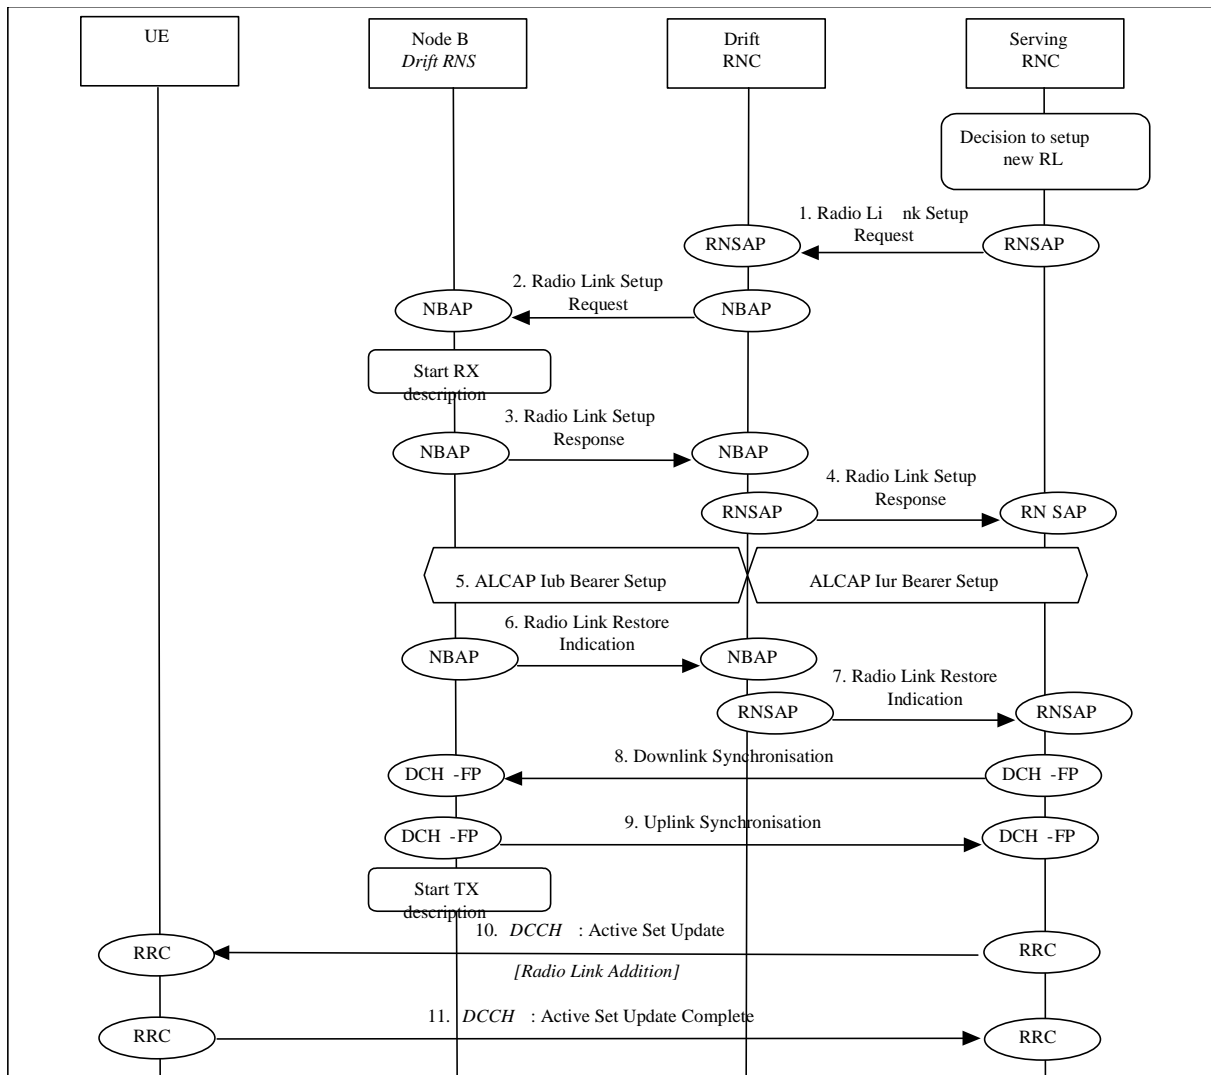 UE
Node B
Drift RNS
Drift
RNC
Serving
RNC
Decision to setup
new RL
1. Radio Li nk Setup
Request
RNSAP
RNSAP
2. Radio Link Setup
Request
NBAP
NBAP
Start RX
description
3. Radio Link Setup
Response
NBAP
NBAP
4. Radio Link Setup
Response
RNSAP
RN SAP
5. ALCAP Iub Bearer Setup
ALCAP Iur Bearer Setup
6. Radio Link Restore
Indication
NBAP
NBAP
7. Radio Link Restore
Indication
RNSAP
RNSAP
8. Downlink Synchronisation
DCH -FP
DCH -FP
9. Uplink Synchronisation
DCH -FP
DCH -FP
Start TX
description
10. DCCH : Active Set Update
RRC
RRC
[Radio Link Addition]
11. DCCH : Active Set Update Complete
RRC
RRC